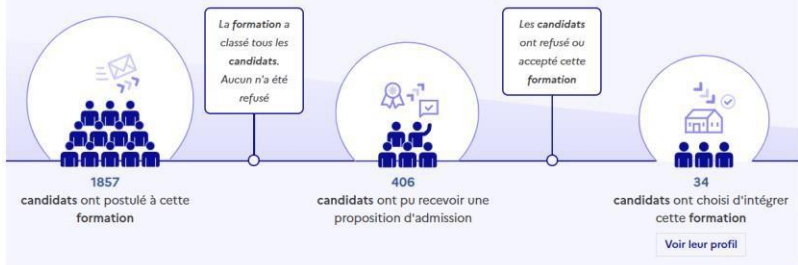 La formation a
classé tous les
candidats.
Aucun n'a été
refusé
Les candidats
ont refusé ou
accepté cette
formation
1857
candidats ont postulé à cette
formation
406
candidats ont pu recevoir une
proposition d'admission
34
candidats ont choisi d'intégrer
cette formation
Voir leur profil